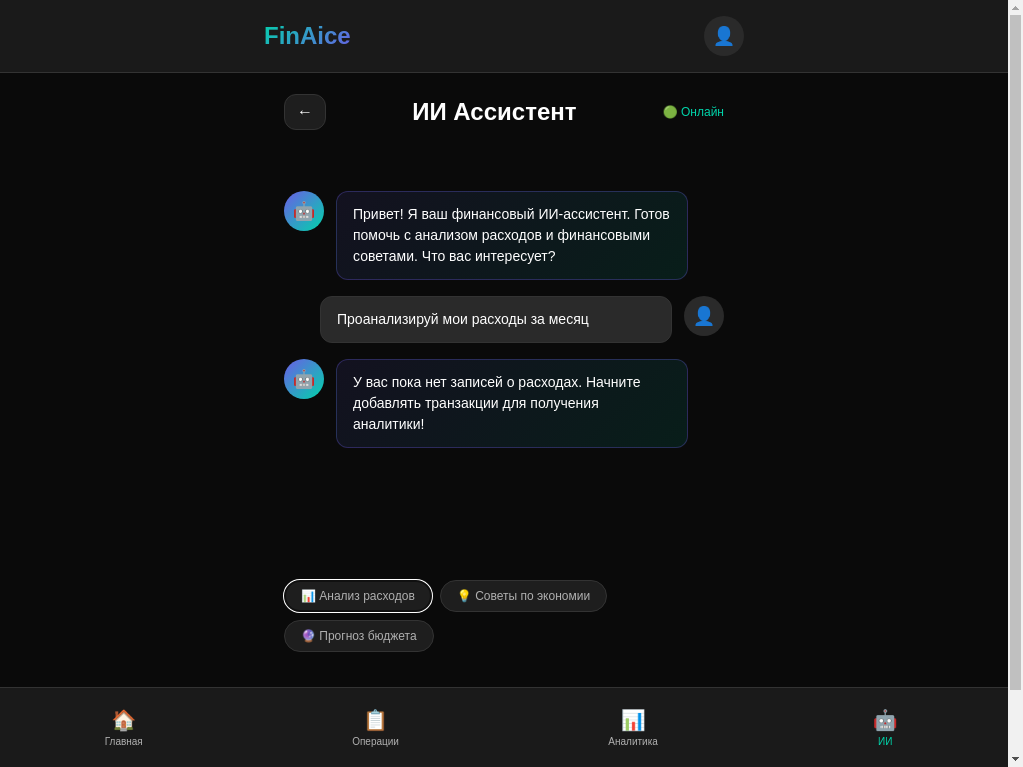 FinAice
ИИ Ассистент
Онлайн
Привет! Я ваш финансовый ИИ-ассистент. Готов
помочь с анализом расходов и финансовыми
советами. Что вас интересует?
Проанализируй мои расходы за месяц
У вас пока нет записей о расходах. Начните
добавлять транзакции для получения
аналитики!
Анализ расходов
Советы по экономии
Прогноз бюджета
Главная
Операции
Аналитика
ИИ